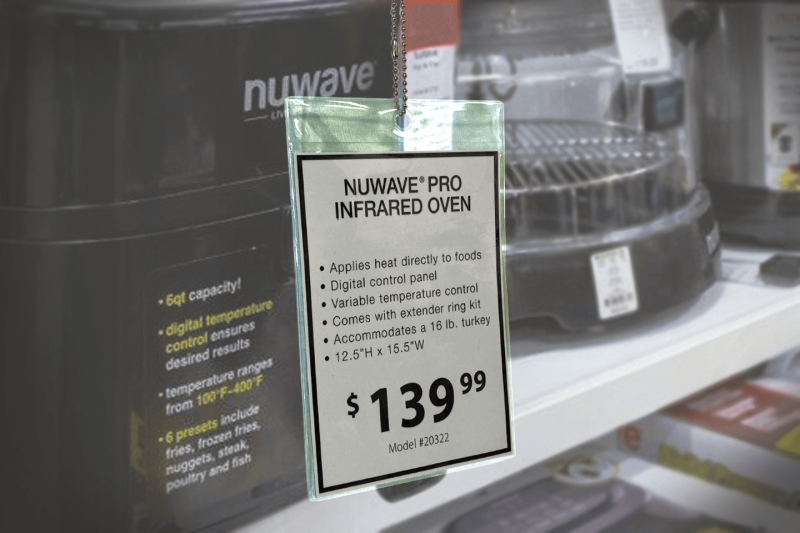 nuwave
NUWAVE® PRO
INFRARED OVEN
• Applies heat directly to foods
• Digital control panel
• Variable temperature control
• Comes with extender ring kit
• Accommodates a 16 lb. turkey
• 12.5"H x 15.5"W
$139.99
Model #20322
• 6qt capacity!
• digital temperature
control ensures
desired results
• temperature ranges
from 100°F-400°F
• 6 presets include
fries, frozen fries,
nuggets, steak,
poultry and fish